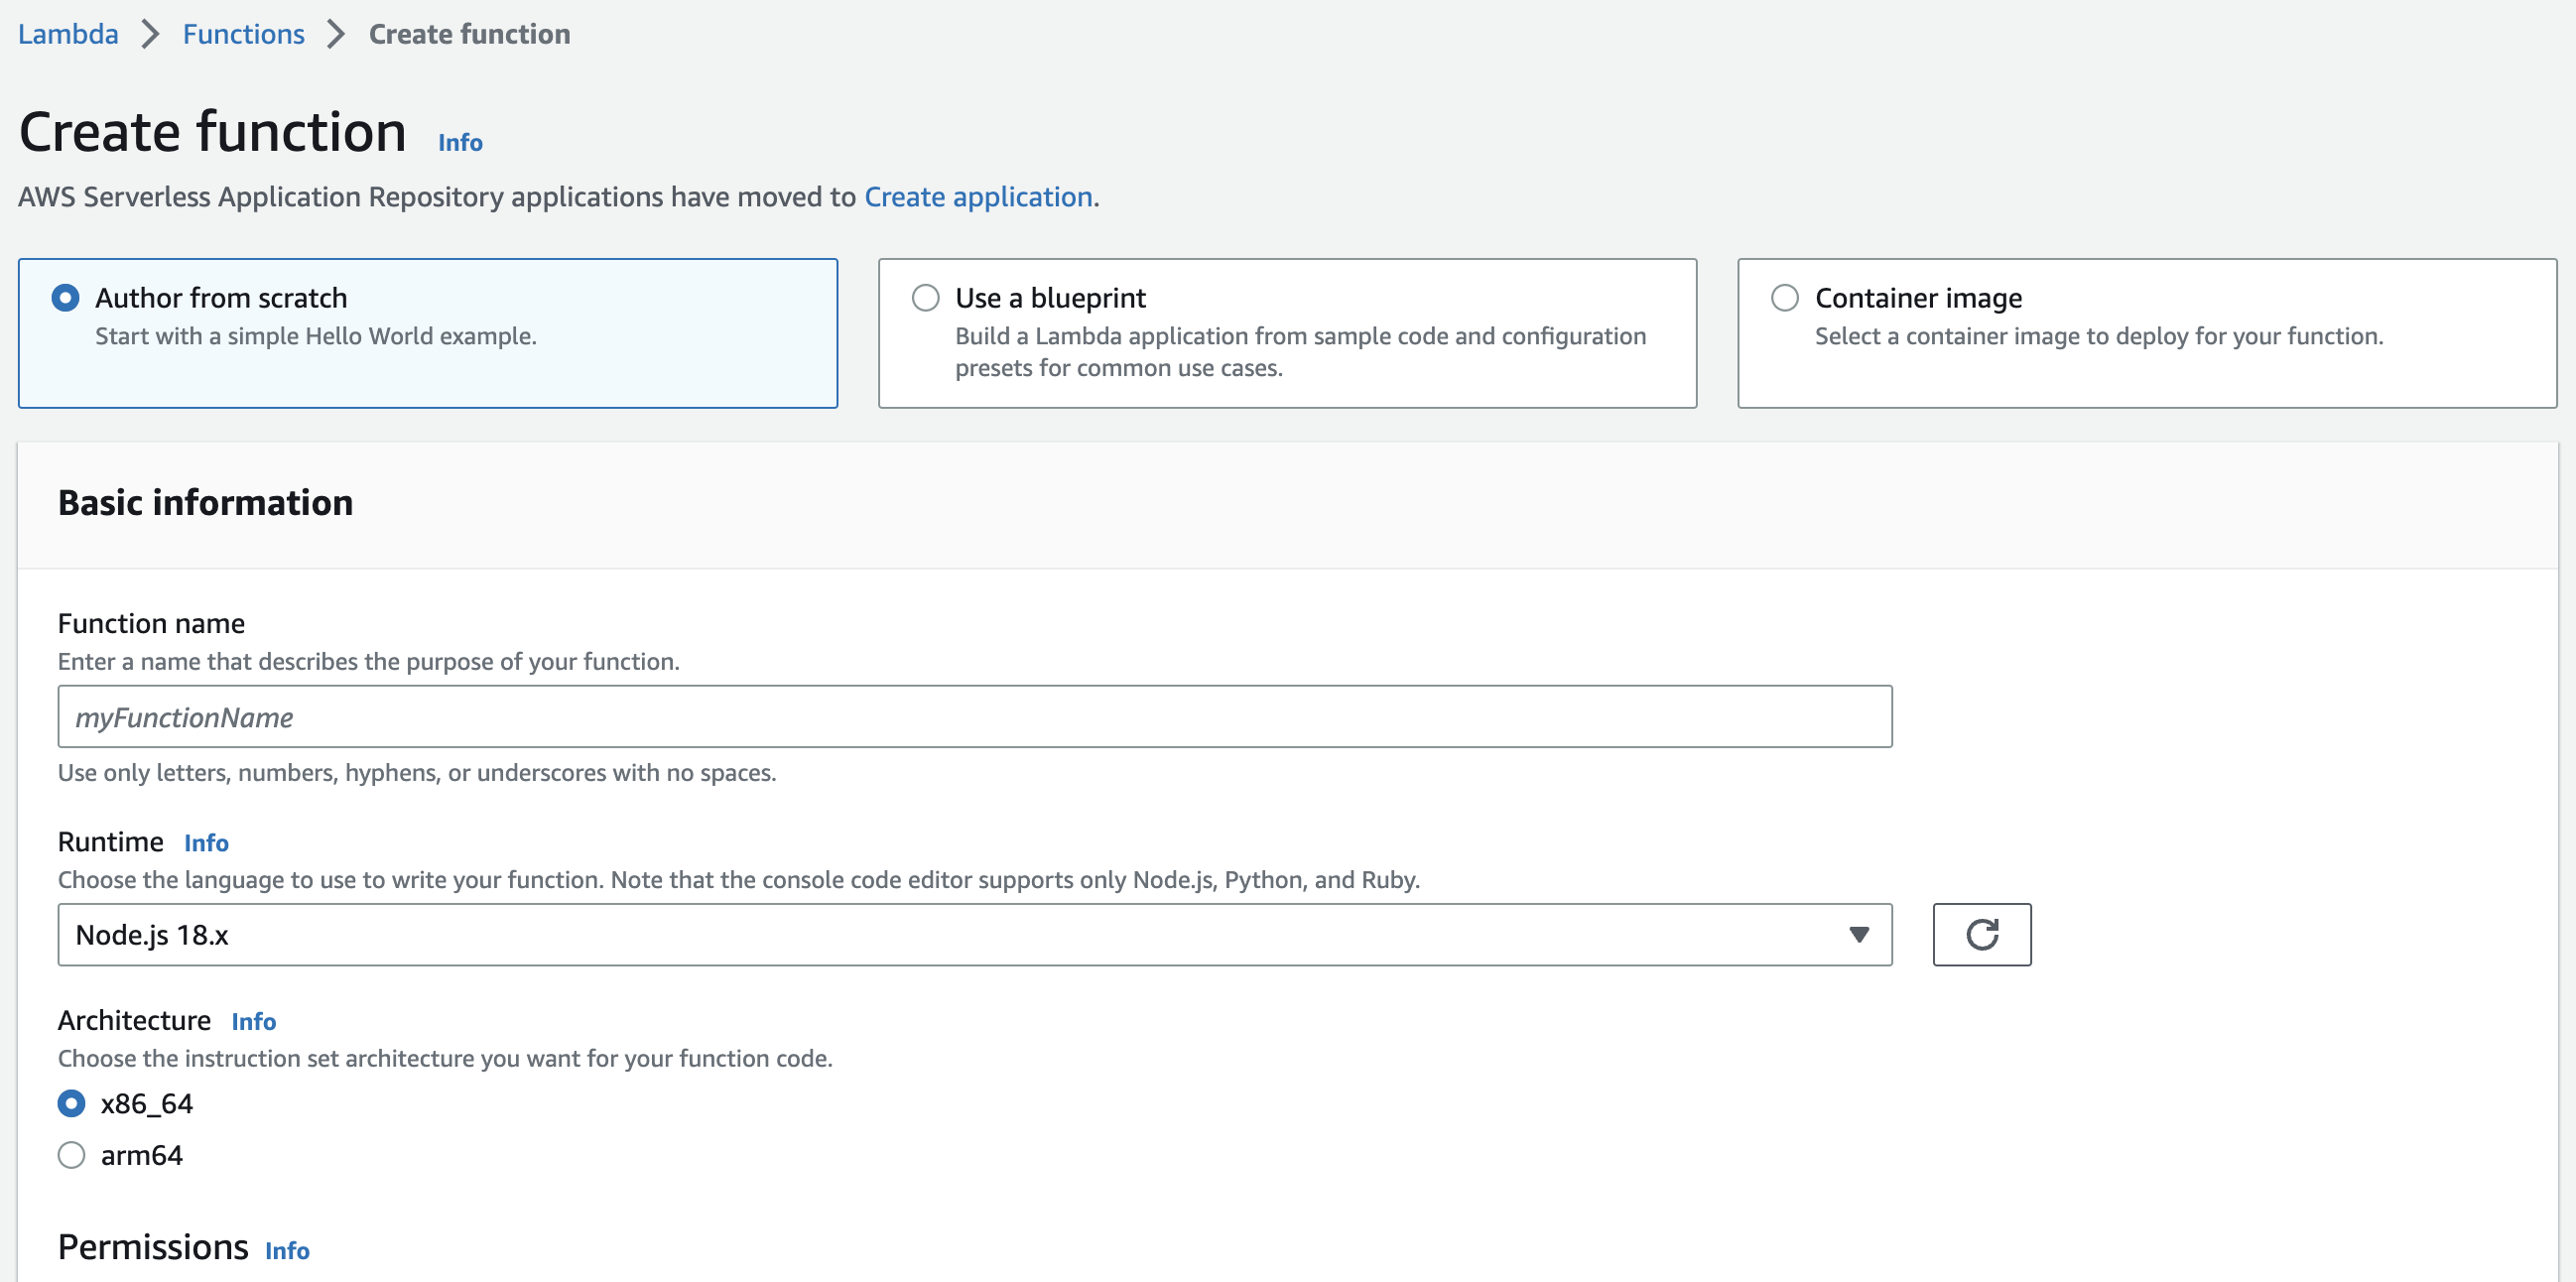 Lambda > Functions > Create function
Create function Info
AWS Serverless Application Repository applications have moved to Create application.
Author from scratch
Start with a simple Hello World example.
Use a blueprint
Build a Lambda application from sample code and configuration
presets for common use cases.
Container image
Select a container image to deploy for your function.
Basic information
Function name
Enter a name that describes the purpose of your function.
myFunctionName
Use only letters, numbers, hyphens, or underscores with no spaces.
Runtime Info
Choose the language to use to write your function. Note that the console code editor supports only Node.js, Python, and Ruby.
Node.js 18.x
Architecture Info
Choose the instruction set architecture you want for your function code.
x86_64
arm64
Permissions Info